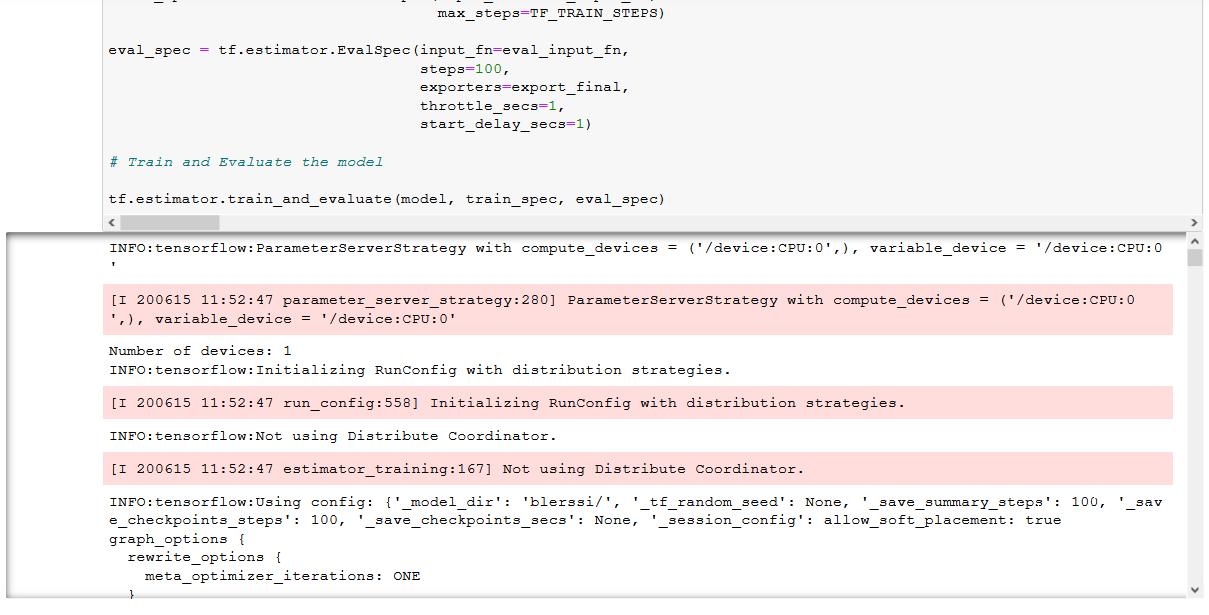 max_steps=TF_TRAIN_STEPS)
eval_spec = tf.estimator.EvalSpec(input_fn=eval_input_fn,
steps=100,
exporters=export_final,
throttle_secs=1,
start_delay_secs=1)
# Train and Evaluate the model
tf.estimator.train_and_evaluate(model, train_spec, eval_spec)
INFO:tensorflow:ParameterServerStrategy with compute_devices = ('/device:CPU:0',), variable_device = '/device:CPU:0
'
[I 200615 11:52:47 parameter_server_strategy:280] ParameterServerStrategy with compute_devices = ('/device:CPU:0
',), variable_device = '/device:CPU:0'
Number of devices: 1
INFO:tensorflow:Initializing RunConfig with distribution strategies.
[I 200615 11:52:47 run_config:558] Initializing RunConfig with distribution strategies.
INFO:tensorflow:Not using Distribute Coordinator.
[I 200615 11:52:47 estimator_training:167] Not using Distribute Coordinator.
INFO:tensorflow:Using config: {'_model_dir': 'blerssi/', '_tf_random_seed': None, '_save_summary_steps': 100, '_sav
e_checkpoints_steps': 100, '_save_checkpoints_secs': None, '_session_config': allow_soft_placement: true
graph_options {
rewrite_options {
meta_optimizer_iterations: ONE
}